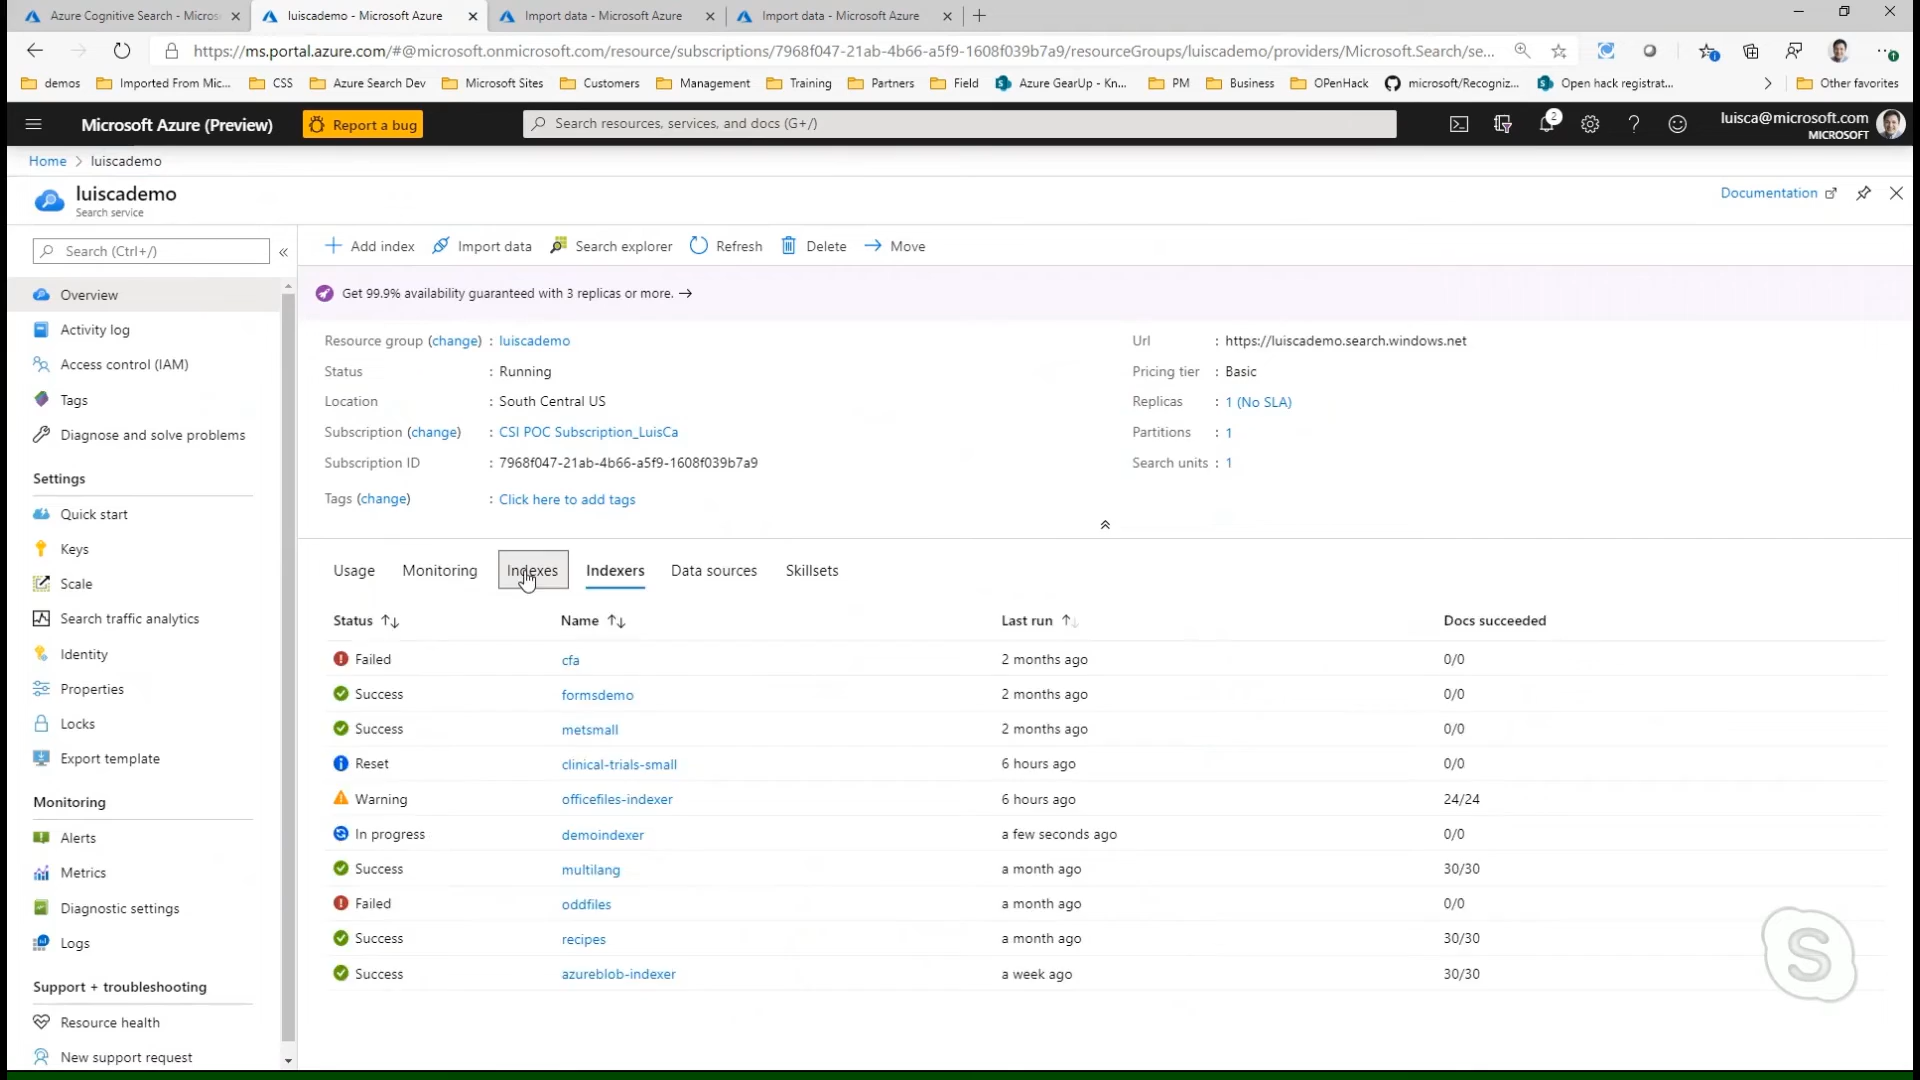 Azure Cognitive Search - Micros
luiscademo - Microsoft Azure
Import data - Microsoft Azure
Import data - Microsoft Azure
https://ms.portal.azure.com/#@microsoft.onmicrosoft.com/resource/subscriptions/7968f047-21ab-4b66-a5f9-1608f039b7a9/resourceGroups/luiscademo/providers/Microsoft.Search/se...
demos Imported From Mic... CSS Azure Search Dev Microsoft Sites Customers Management Training Partners Field Azure GearUp - Kn... PM Business OPenHack microsoft/Recogniz... Open hack registrat... Other favorites
Microsoft Azure (Preview) Report a bug Search resources, services, and docs (G+/) 2 luisca@microsoft.com
MICROSOFT
Home > luiscademo
luiscademo
Search service
Documentation
Search (Ctrl+/)
Overview
Activity log
Access control (IAM)
Tags
Diagnose and solve problems
Settings
Quick start
Keys
Scale
Search traffic analytics
Identity
Properties
Locks
Export template
Monitoring
Alerts
Metrics
Diagnostic settings
Logs
Support + troubleshooting
Resource health
New support request
Add index Import data Search explorer Refresh Delete Move
Get 99.9% availability guaranteed with 3 replicas or more. →
Resource group (change) : luiscademo
Status : Running
Location : South Central US
Subscription (change) : CSI POC Subscription_LuisCa
Subscription ID : 7968f047-21ab-4b66-a5f9-1608f039b7a9
Tags (change) : Click here to add tags
Url : https://luiscademo.search.windows.net
Pricing tier : Basic
Replicas : 1 (No SLA)
Partitions : 1
Search units : 1
Usage Monitoring Indexes Indexers Data sources Skillsets
Status Name Last run Docs succeeded
Failed cfa 2 months ago 0/0
Success formsdemo 2 months ago 0/0
Success metsmall 2 months ago 0/0
Reset clinical-trials-small 6 hours ago 0/0
Warning officefiles-indexer 6 hours ago 24/24
In progress demoindexer a few seconds ago 0/0
Success multilang a month ago 30/30
Failed oddfiles a month ago 0/0
Success recipes a month ago 30/30
Success azureblob-indexer a week ago 30/30
S